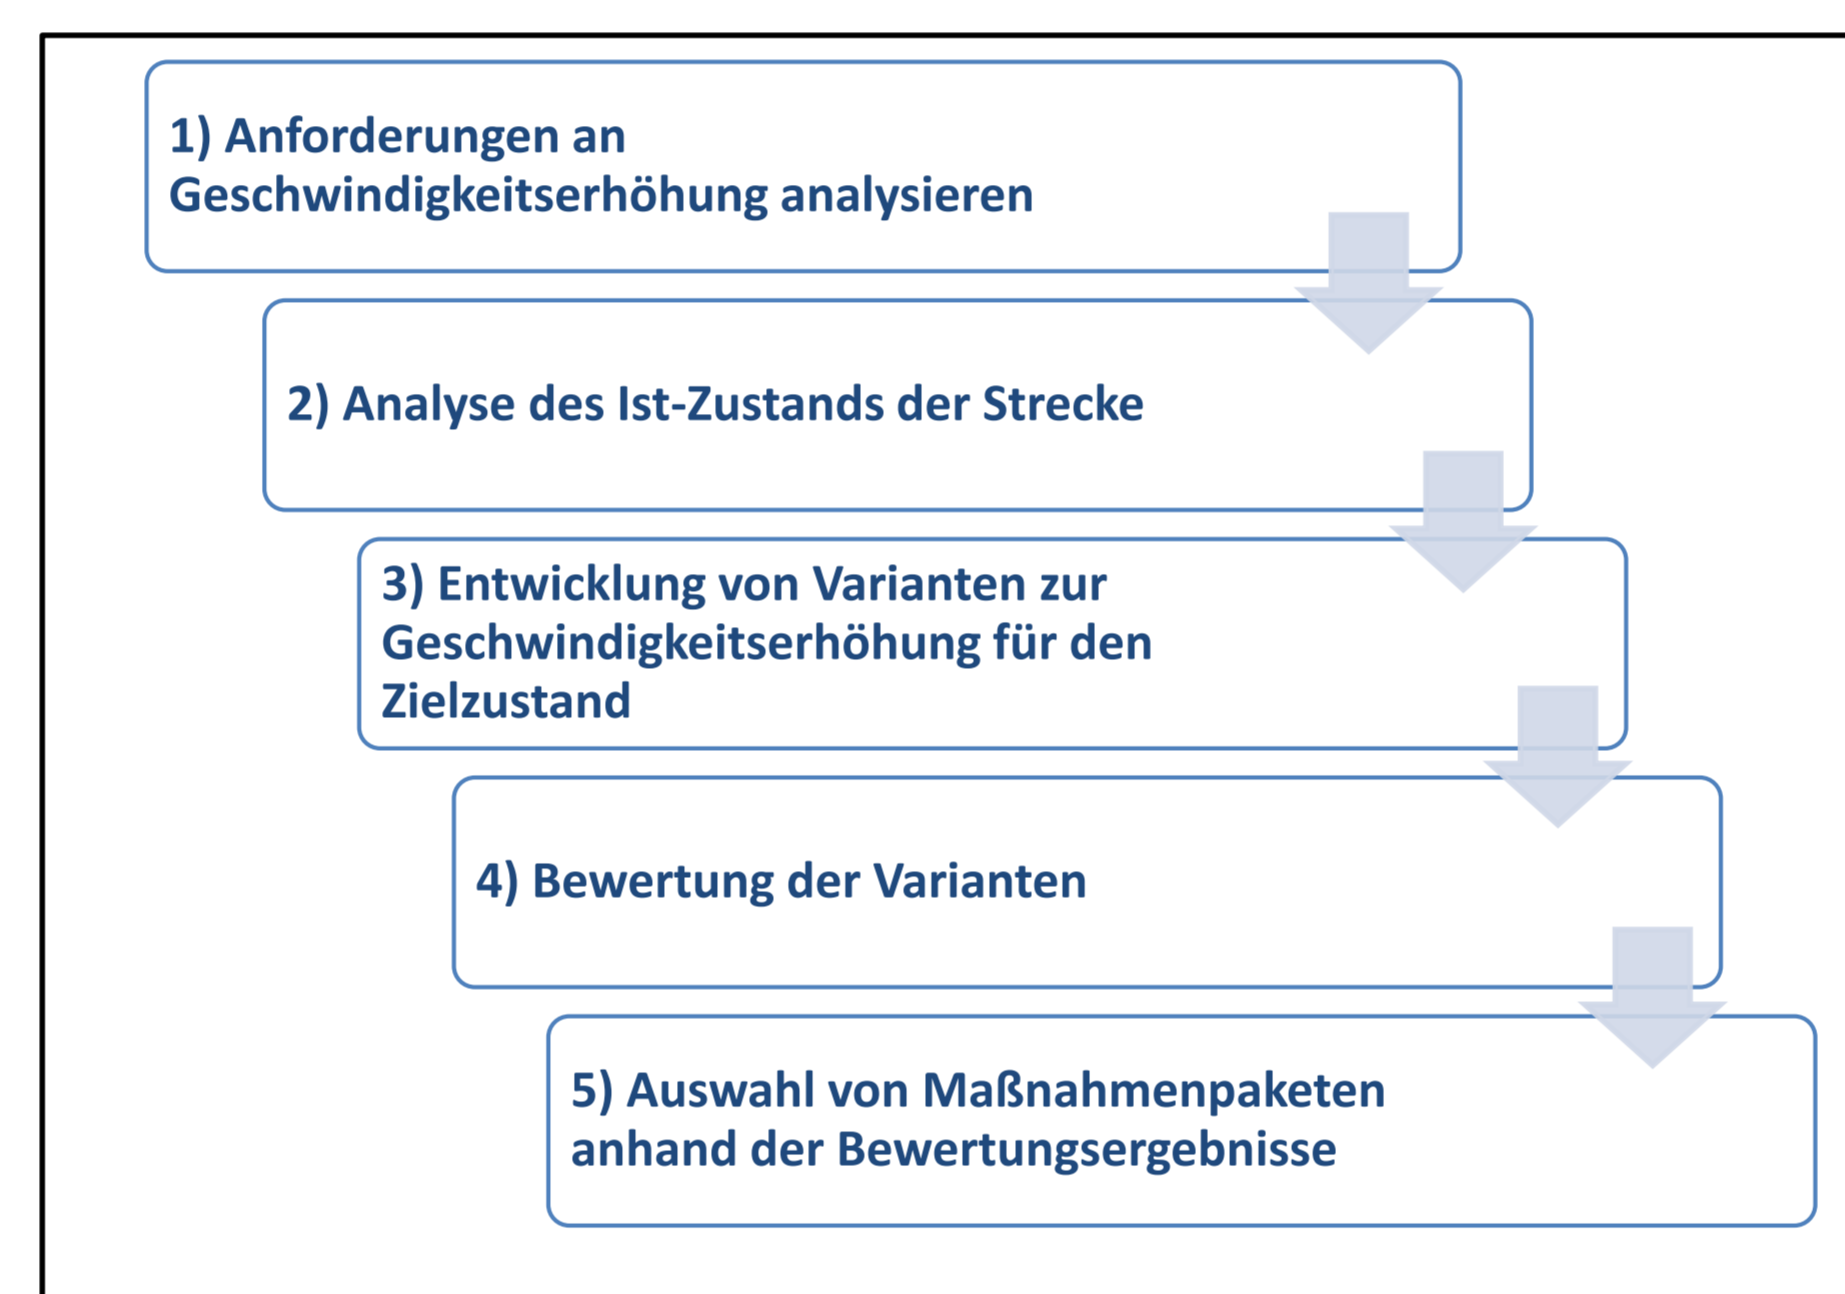 1) Anforderungen an
Geschwindigkeitserhöhung analysieren
2) Analyse des Ist-Zustands der Strecke
3) Entwicklung von Varianten zur
Geschwindigkeitserhöhung für den
Zielzustand
4) Bewertung der Varianten
5) Auswahl von Maßnahmenpaketen
anhand der Bewertungsergebnisse